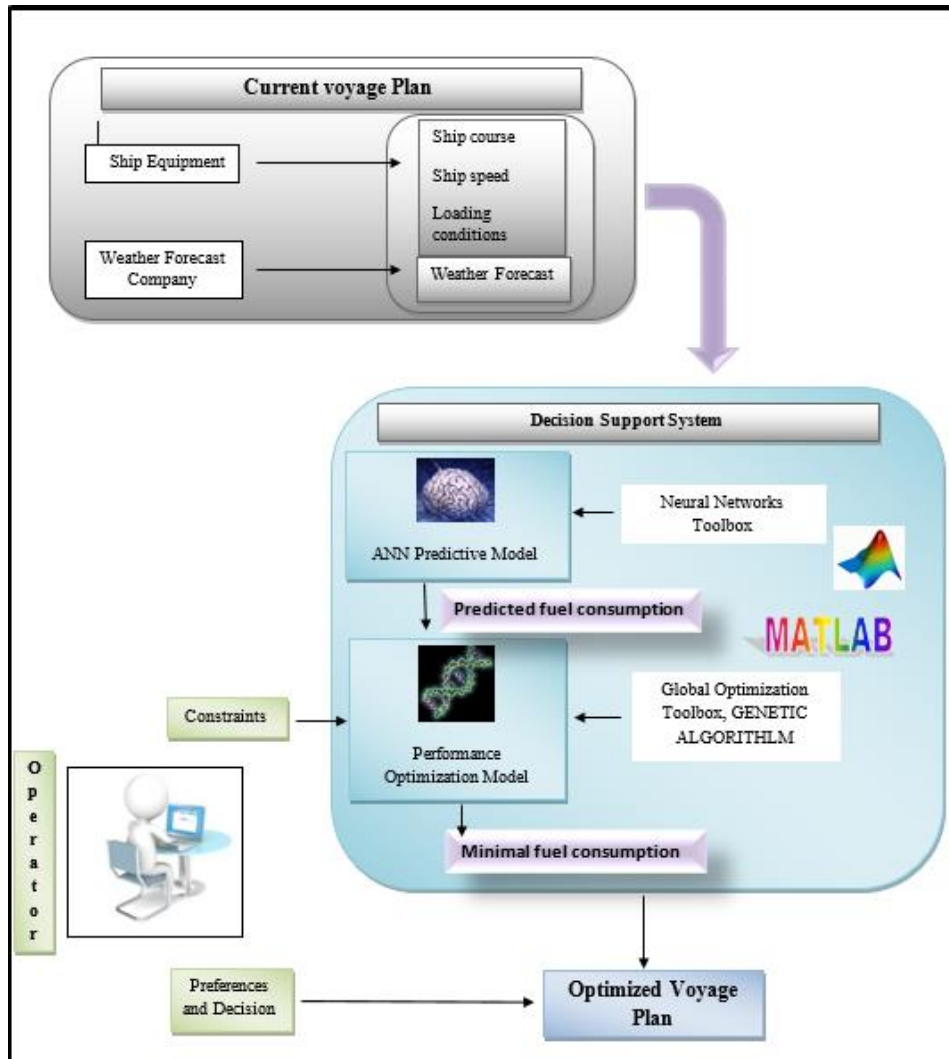 Current voyage Plan
Ship Equipment
Ship course
Ship speed
Loading
conditions
Weather Forecast
Company
Weather Forecast
Decision Support System
ANN Predictive Model
Neural Networks
Toolbox
Predicted fuel consumption
MATLAB
Constraints
Performance
Optimization Model
Global Optimization
Toolbox, GENETIC
ALGORITHLM
Operator
Minimal fuel consumption
Preferences
and Decision
Optimized Voyage
Plan